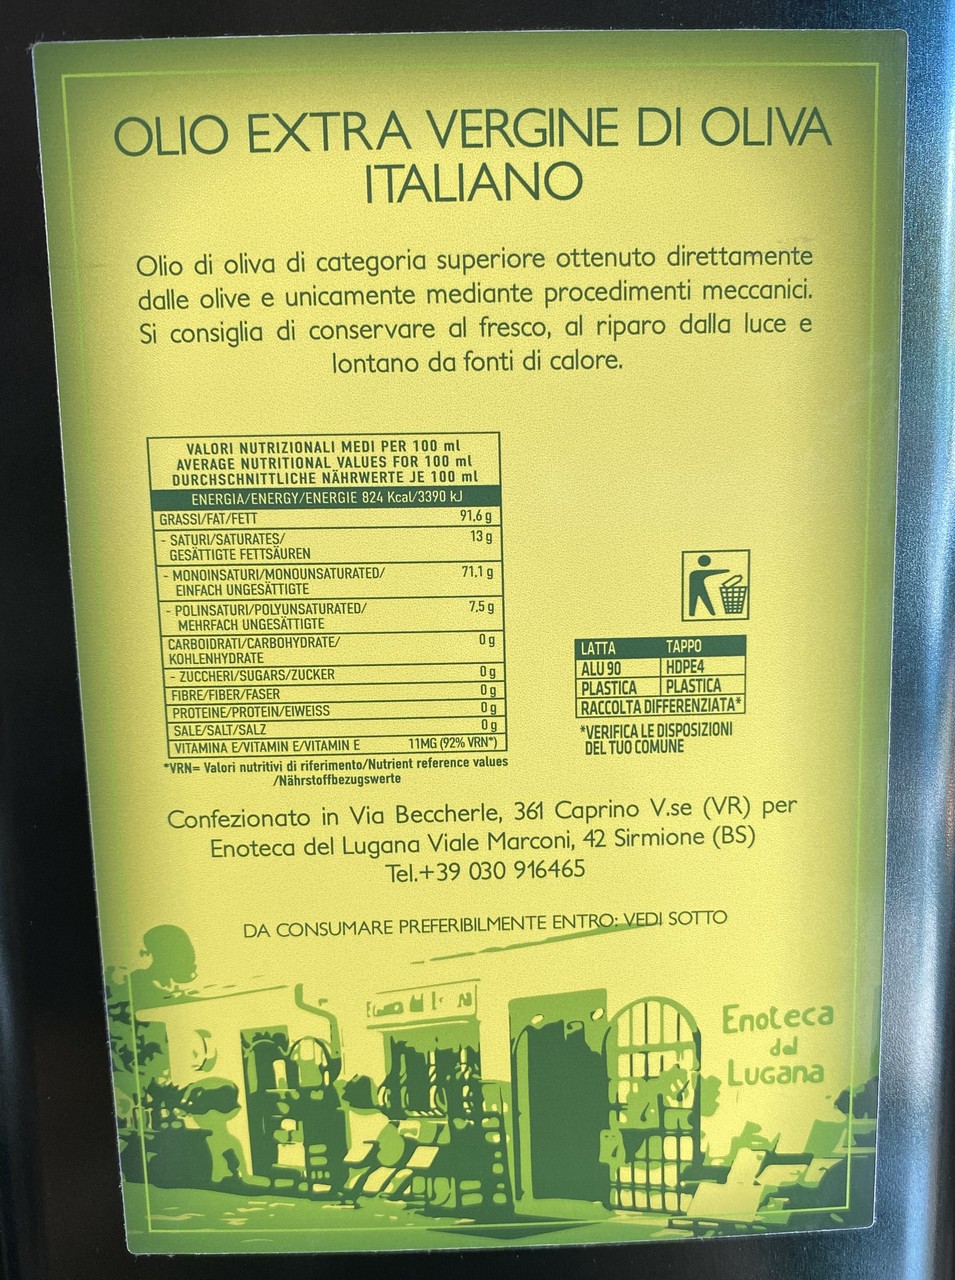 OLIO EXTRA VERGINE DI OLIVA
ITALIANO
Olio di oliva di categoria superiore ottenuto direttamente
dalle olive e unicamente mediante procedimenti meccanici.
Si consiglia di conservare al fresco, al riparo dalla luce e
lontano da fonti di calore.
VALORI NUTRIZIONALI MEDI PER 100 ml
AVERAGE NUTRITIONAL VALUES FOR 100 ml
DURCHSCHNITTLICHE NÄHRWERTE JE 100 ml
ENERGIA/ENERGY/ENERGIE 824 Kcal/3390 kJ
GRASSI/FAT/FETT 91,6 g
- SATURI/SATURATES/ 13 g
GESÄTTIGTE FETTSÄUREN
- MONOINSATURI/MONOUNSATURATED/ 71,1 g
EINFACH UNGESÄTTIGTE
- POLINSATURI/POLYUNSATURATED/ 7,5 g
MEHRFACH UNGESÄTTIGTE
CARBOIDRATI/CARBOHYDRATE/ 0 g
KOHLENHYDRATE
- ZUCCHERI/SUGARS/ZUCKER 0 g
FIBRE/FIBER/FASER 0 g
PROTEINE/PROTEIN/EIWEISS 0 g
SALE/SALT/SALZ 0 g
VITAMINA E/VITAMIN E/VITAMIN E 11MG (92% VRN*)
*VRN= Valori nutritivi di riferimento/Nutrient reference values
/Nährstoffbezugswerte
LATTA TAPPO
ALU 90 HDPE4
PLASTICA PLASTICA
RACCOLTA DIFFERENZIATA*
*VERIFICA LE DISPOSIZIONI
DEL TUO COMUNE
Confezionato in Via Beccherle, 361 Caprino V.se (VR) per
Enoteca del Lugana Viale Marconi, 42 Sirmione (BS)
Tel.+39 030 916465
DA CONSUMARE PREFERIBILMENTE ENTRO: VEDI SOTTO
Enoteca
del
Lugana